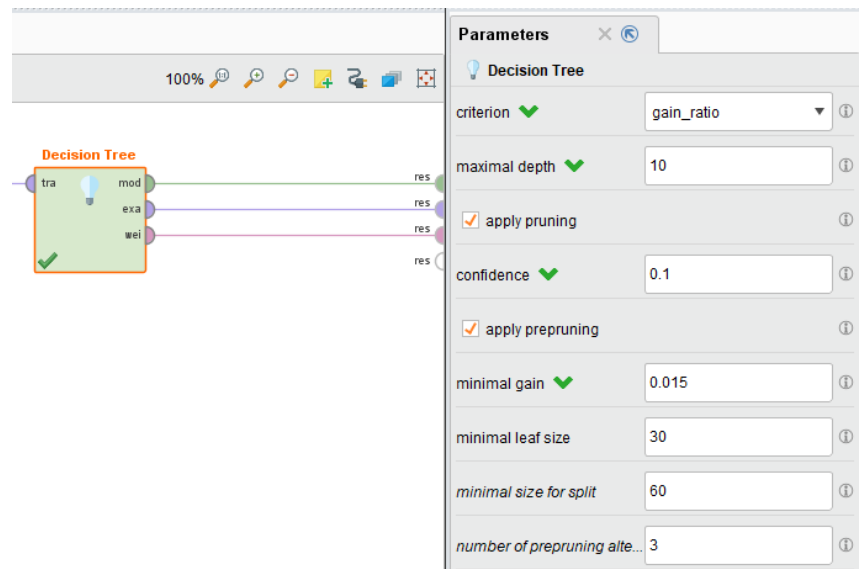 Parameters
Decision Tree
100%
criterion
gain_ratio
Decision Tree
tra
mod
res
exa
res
wei
res
res
maximal depth
10
apply pruning
confidence
0.1
apply prepruning
minimal gain
0.015
minimal leaf size
30
minimal size for split
60
number of prepruning alte...
3